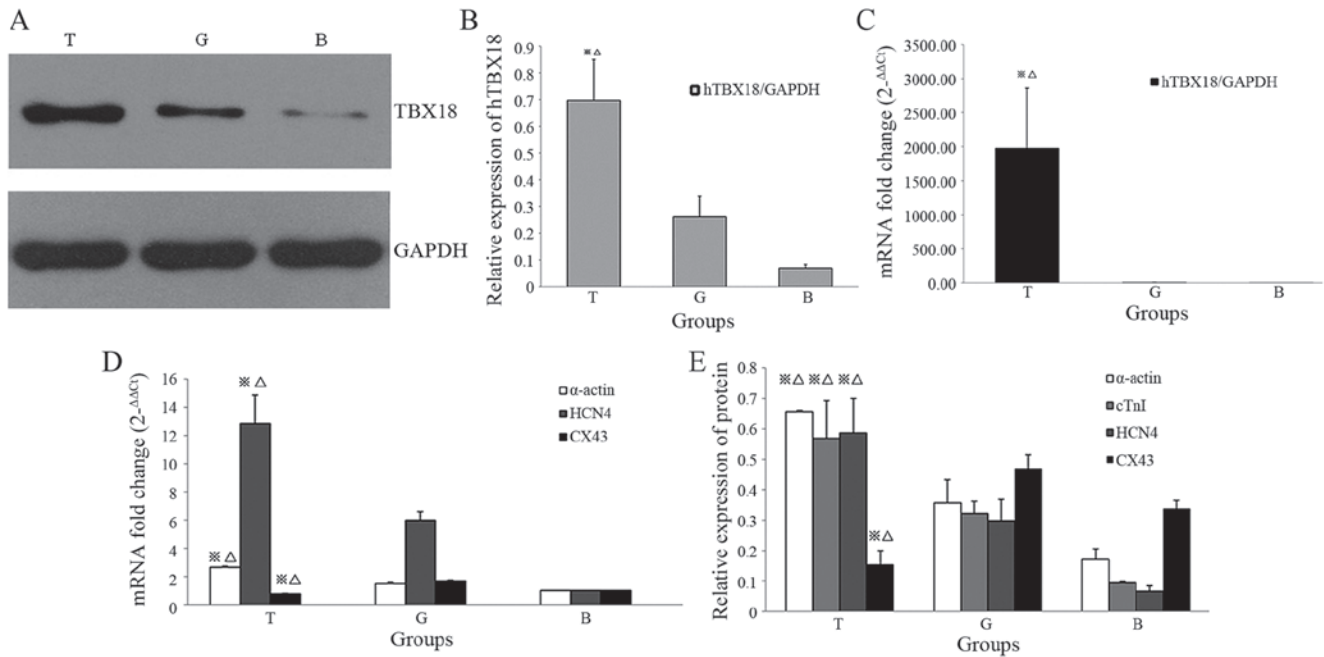 A
T G B
TBX18
GAPDH
B
Relative expression of hTBX18
0.9
0.8
0.7
0.6
0.5
0.4
0.3
0.2
0.1
0
※ △
hTBX18/GAPDH
T G B
Groups
C
mRNA fold change (2-ΔΔCt)
3500.00
3000.00
2500.00
2000.00
1500.00
1000.00
500.00
0.00
※ △
hTBX18/GAPDH
T G B
Groups
D
mRNA fold change (2-ΔΔCt)
16
14
12
10
8
6
4
2
0
※ △
※ △
※ △
α-actin
HCN4
CX43
T G B
Groups
E
Relative expression of protein
0.8
0.7
0.6
0.5
0.4
0.3
0.2
0.1
0
※ △ ※ △ ※ △
※ △
α-actin
cTnI
HCN4
CX43
T G B
Groups